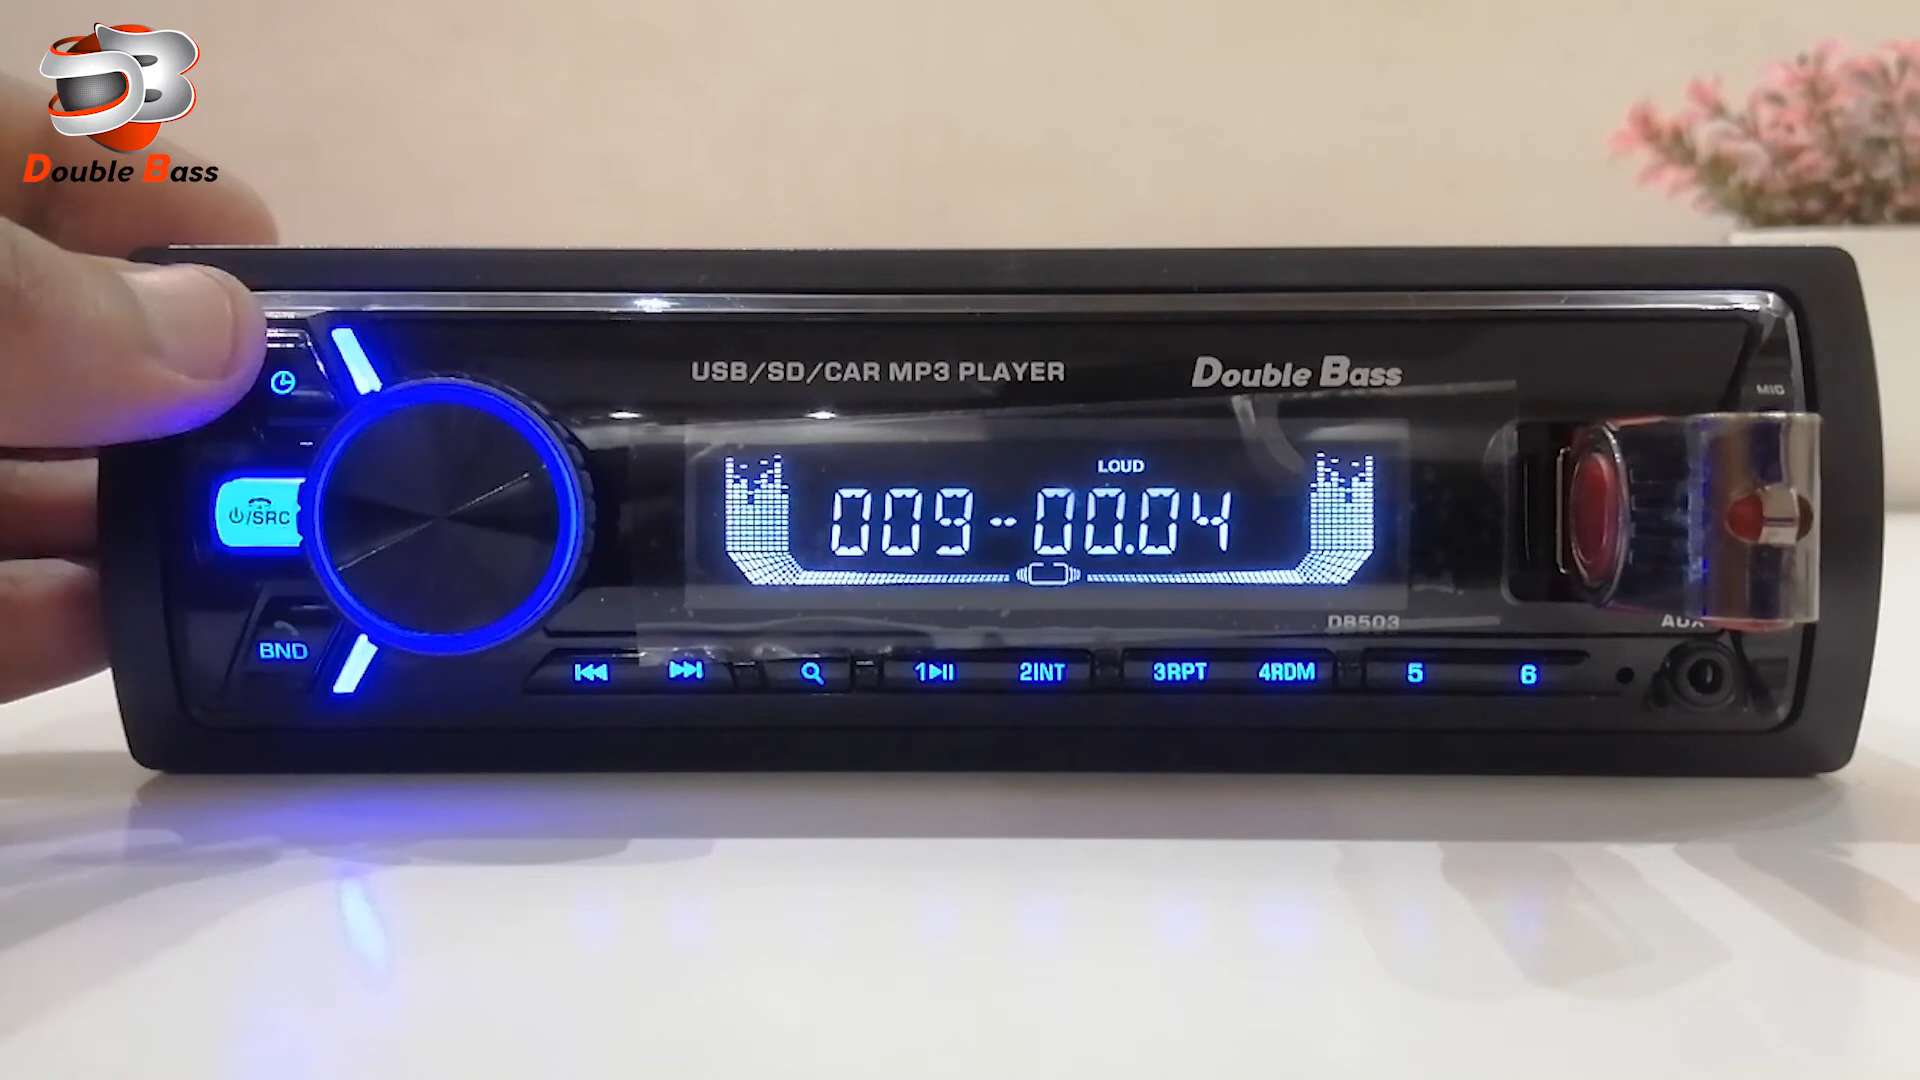 Double Bass
USB/SD/CAR MP3 PLAYER
Double Bass
MIC
LOUD
009--00.04
/SRC
DB503
AUX
BND
1 2INT 3RPT 4RDM 5 6